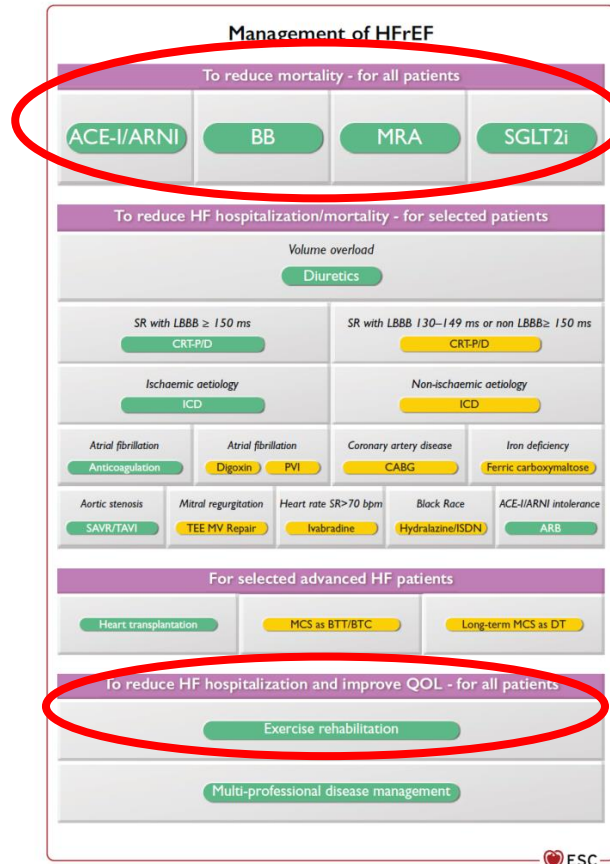 Management of HFrEF
To reduce mortality - for all patients
ACE-I/ARNI BB MRA SGLT2i
To reduce HF hospitalization/mortality - for selected patients
Volume overload
Diuretics
SR with LBBB ≥ 150 ms SR with LBBB 130–149 ms or non LBBB≥ 150 ms
CRT-P/D CRT-P/D
Ischaemic aetiology Non-ischaemic aetiology
ICD ICD
Atrial fibrillation Atrial fibrillation Coronary artery disease Iron deficiency
Anticoagulation Digoxin PVI CABG Ferric carboxymaltose
Aortic stenosis Mitral regurgitation Heart rate SR>70 bpm Black Race ACE-I/ARNI intolerance
SAVR/TAVI TEE MV Repair Ivabradine Hydralazine/ISDN ARB
For selected advanced HF patients
Heart transplantation MCS as BTT/BTC Long-term MCS as DT
To reduce HF hospitalization and improve QOL - for all patients
Exercise rehabilitation
Multi-professional disease management
ESC